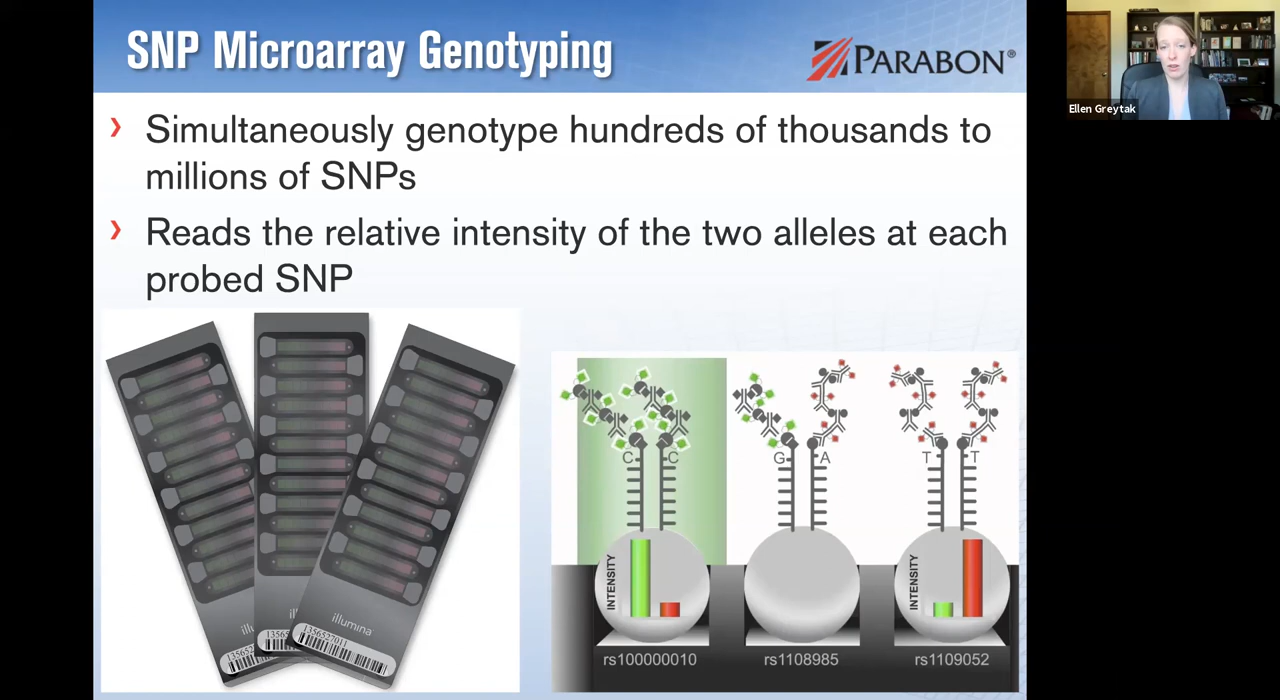 SNP Microarray Genotyping
PARABON®
Ellen Greytak
› Simultaneously genotype hundreds of thousands to
millions of SNPs
› Reads the relative intensity of the two alleles at each
probed SNP
illumina
C C
G A
T T
INTENSITY
INTENSITY
rs100000010
rs1108985
rs1109052